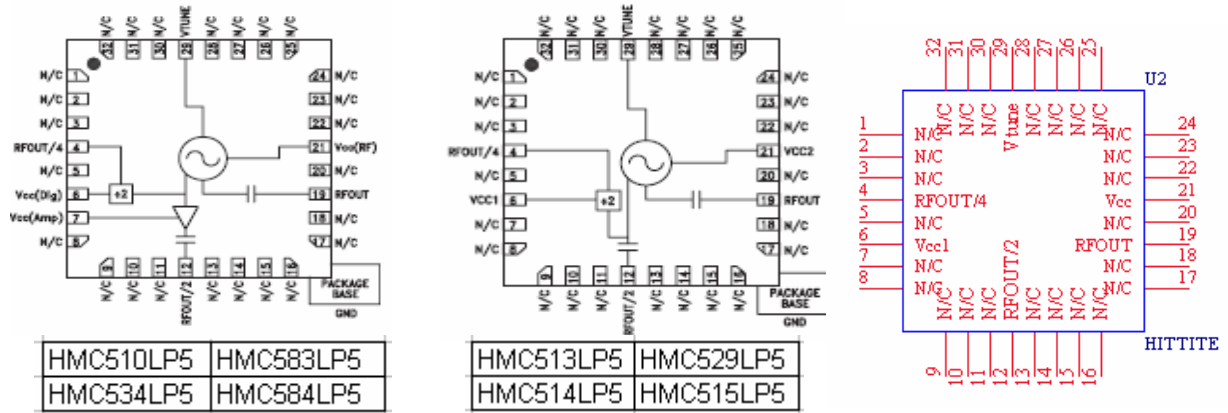 N/C N/C N/C VTUNE N/C N/C N/C N/C
32 31 30 29 28 27 26 25
N/C 1 24 N/C
N/C 2 23 N/C
N/C 3 22 N/C
RFOUT/4 4 21 Vcc(RF)
N/C 5 20 N/C
Vcc(Dig) 6 ÷2 19 RFOUT
Vcc(Amp) 7 18 N/C
N/C 8 17 N/C
9 10 11 12 13 14 15 16
N/C N/C N/C RFOUT/2 N/C N/C N/C N/C
PACKAGE
BASE
GND
HMC510LP5 HMC583LP5
HMC534LP5 HMC584LP5
N/C N/C N/C VTUNE N/C N/C N/C N/C
32 31 30 29 28 27 26 25
N/C 1 24 N/C
N/C 2 23 N/C
N/C 3 22 N/C
RFOUT/4 4 21 VCC2
N/C 5 20 N/C
VCC1 6 ÷2 19 RFOUT
N/C 7 18 N/C
N/C 8 17 N/C
9 10 11 12 13 14 15 16
N/C N/C N/C RFOUT/2 N/C N/C N/C N/C
PACKAGE
BASE
GND
HMC513LP5 HMC529LP5
HMC514LP5 HMC515LP5
32 31 30 29 28 27 26 25
U2
N/C N/C N/C Vtune N/C N/C N/C N/C
1 N/C N/C 24
2 N/C N/C 23
3 N/C N/C 22
4 RFOUT/4 Vcc 21
5 N/C N/C 20
6 Vcc1 RFOUT 19
7 N/C N/C 18
8 N/C N/C 17
N/C N/C N/C RFOUT/2 N/C N/C N/C N/C
HITTITE
9 10 11 12 13 14 15 16